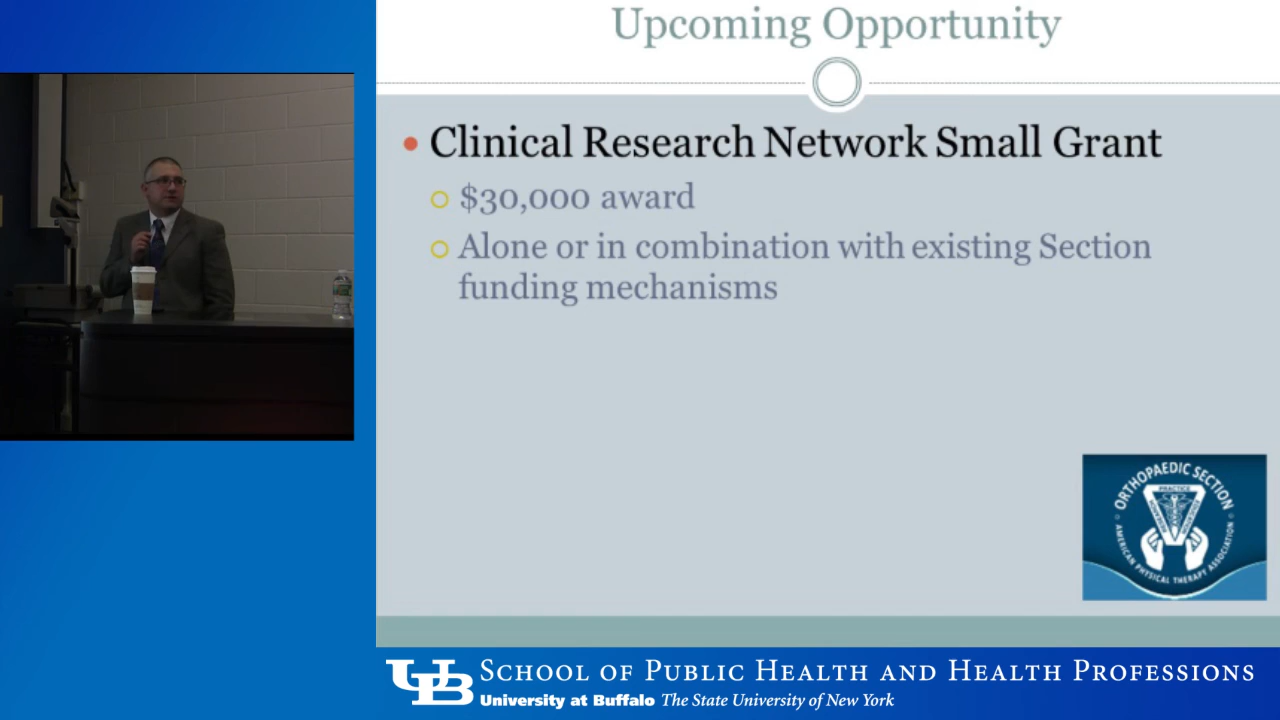 Upcoming Opportunity
Clinical Research Network Small Grant
$30,000 award
Alone or in combination with existing Section
funding mechanisms
ORTHOPAEDIC SECTION
PRACTICE
AMERICAN PHYSICAL THERAPY ASSOCIATION
UB
SCHOOL OF PUBLIC HEALTH AND HEALTH PROFESSIONS
University at Buffalo The State University of New York